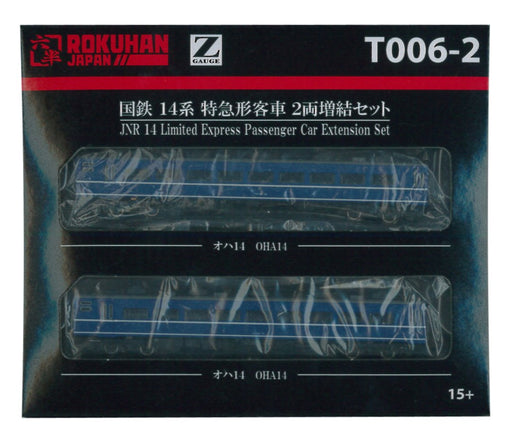 ROKUHAN
JAPAN
Z
GAUGE
T006-2
国鉄 14系 特急形客車 2両増結セット
JNR 14 Limited Express Passenger Car Extension Set
オハ14 OHA14
オハ14 OHA14
15+